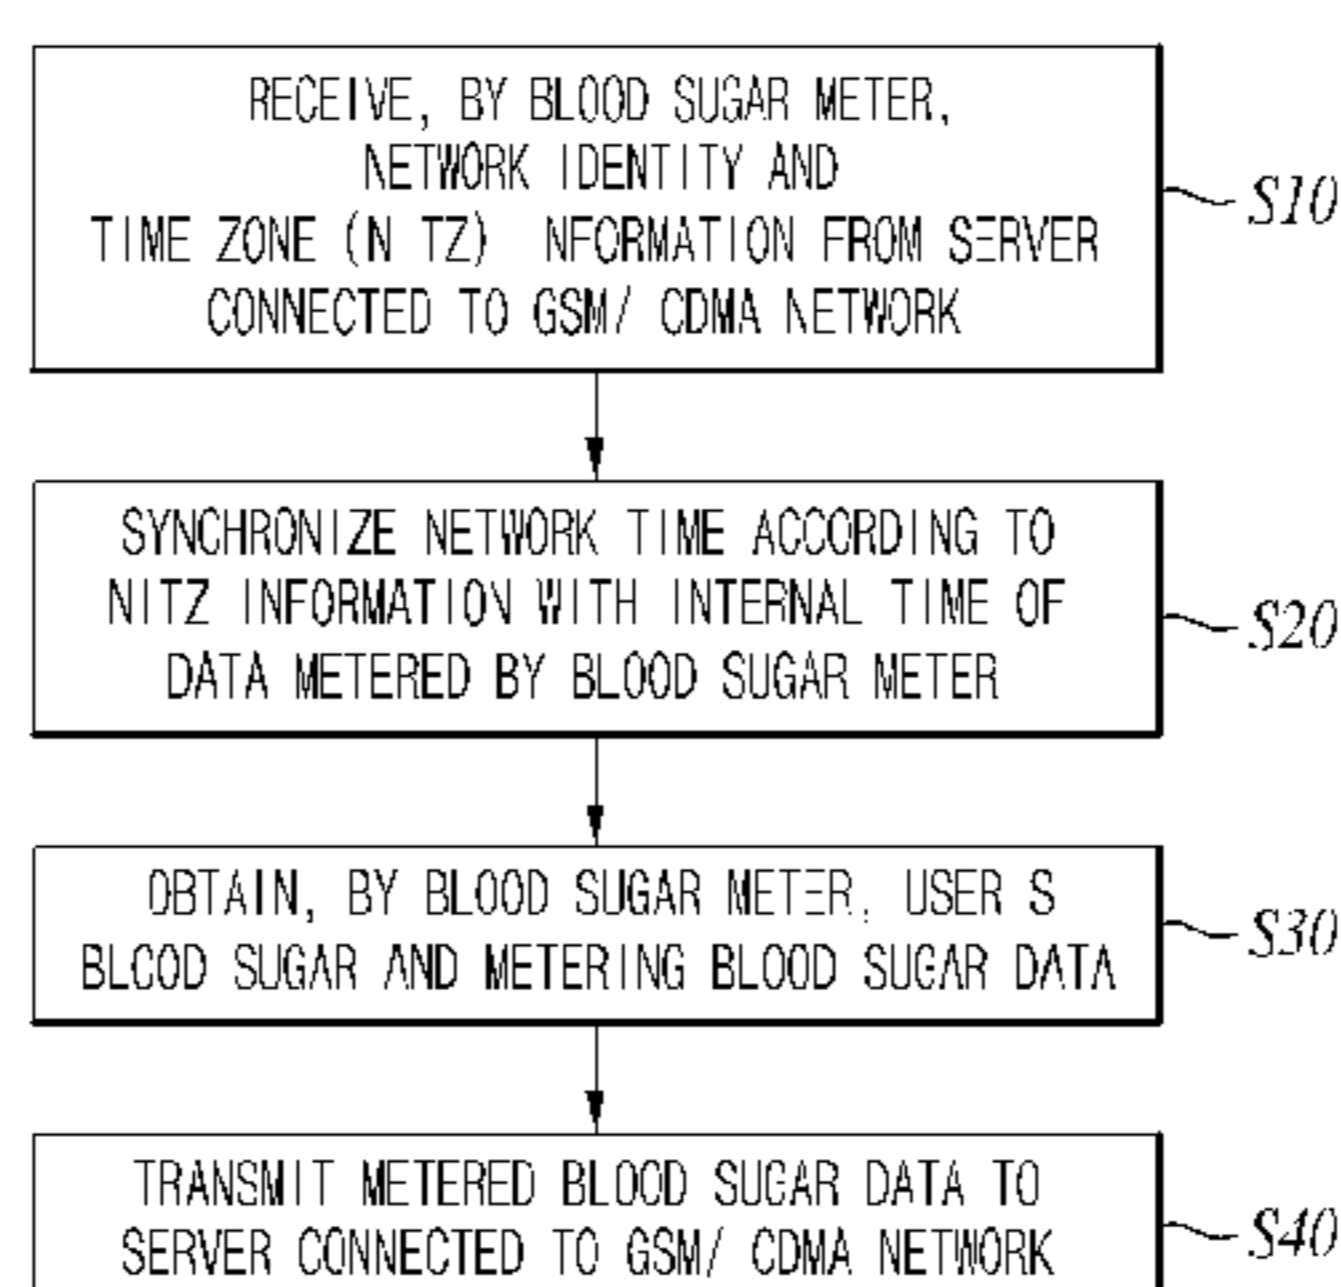 RECEIVE, BY BLOOD SUGAR METER,
NETWORK IDENTITY AND
TIME ZONE (N TZ) NFORMATION FROM SERVER
CONNECTED TO GSM/ CDMA NETWORK
S10
SYNCHRONIZE NETWORK TIME ACCORDING TO
NITZ INFORMATION WITH INTERNAL TIME OF
DATA METERED BY BLOOD SUGAR METER
S20
OBTAIN, BY BLOOD SUGAR METER, USER S
BLOOD SUGAR AND METERING BLOOD SUGAR DATA
S30
TRANSMIT METERED BLOOD SUGAR DATA TO
SERVER CONNECTED TO GSM/ CDMA NETWORK
S40